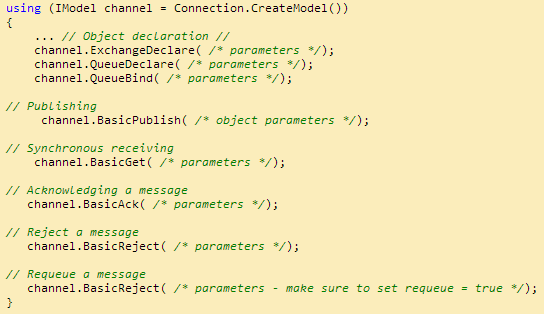 using (IModel channel = Connection.CreateModel())
{
    ... // Object declaration //
    channel.ExchangeDeclare( /* parameters */);
    channel.QueueDeclare( /* parameters */);
    channel.QueueBind( /* parameters */);

// Publishing
     channel.BasicPublish( /* object parameters */);

// Synchronous receiving
   channel.BasicGet( /* parameters */);

// Acknowledging a message
   channel.BasicAck( /* parameters */);

// Reject a message
   channel.BasicReject( /* parameters */);

// Requeue a message
   channel.BasicReject( /* parameters - make sure to set requeue = true */);
}